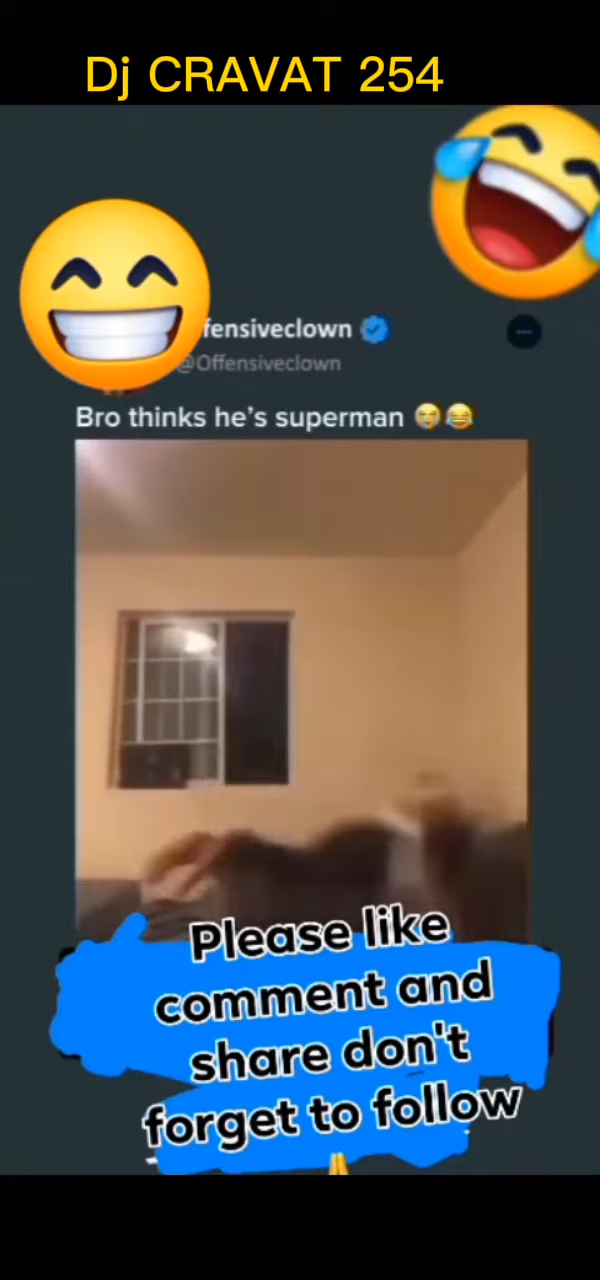 Dj CRAVAT 254
fensiveclown
@Offensiveclown
Bro thinks he's superman 😭😂
Please like
comment and
share don't
forget to follow
🙏